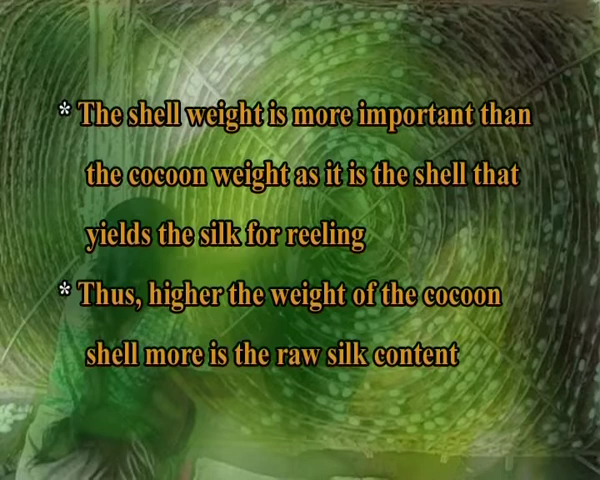 * The shell weight is more important than
the cocoon weight as it is the shell that
yields the silk for reeling
* Thus, higher the weight of the cocoon
shell more is the raw silk content